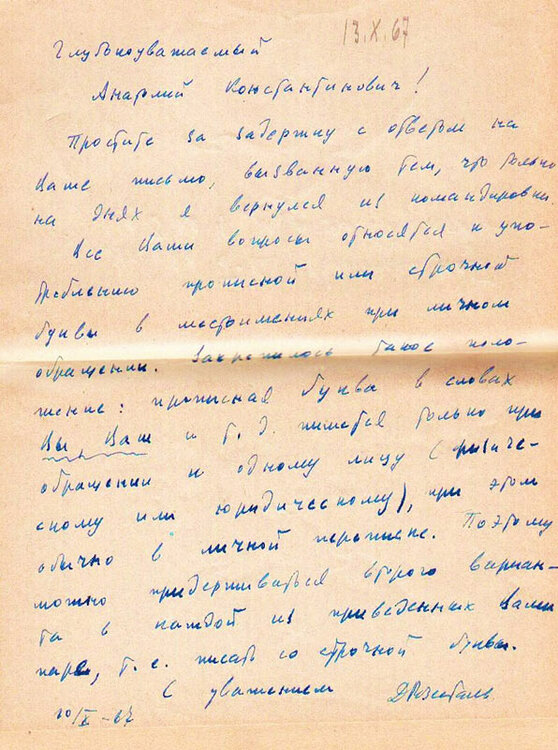 13.X.67
Глубокоуважаемый
Анатолий Константинович!
Простите за задержку с ответом на
Ваше письмо, вызванную тем, что только
на днях я вернулся из командировки.
Все Ваши вопросы относятся к упо-
треблению прописной или строчной
буквы в местоимениях при личном
обращении. Закрепилось такое поло-
жение: прописная буква в словах
Вы Ваш и т.д. пишется только при
обращении к одному лицу (физиче-
скому или юридическому), при этом
обычно в личной переписке. Поэтому
можно придерживаться второго вариан-
та в каждой из приведенных Вами
пар, т.е. писать со строчной буквы.
С уважением
10/X-67